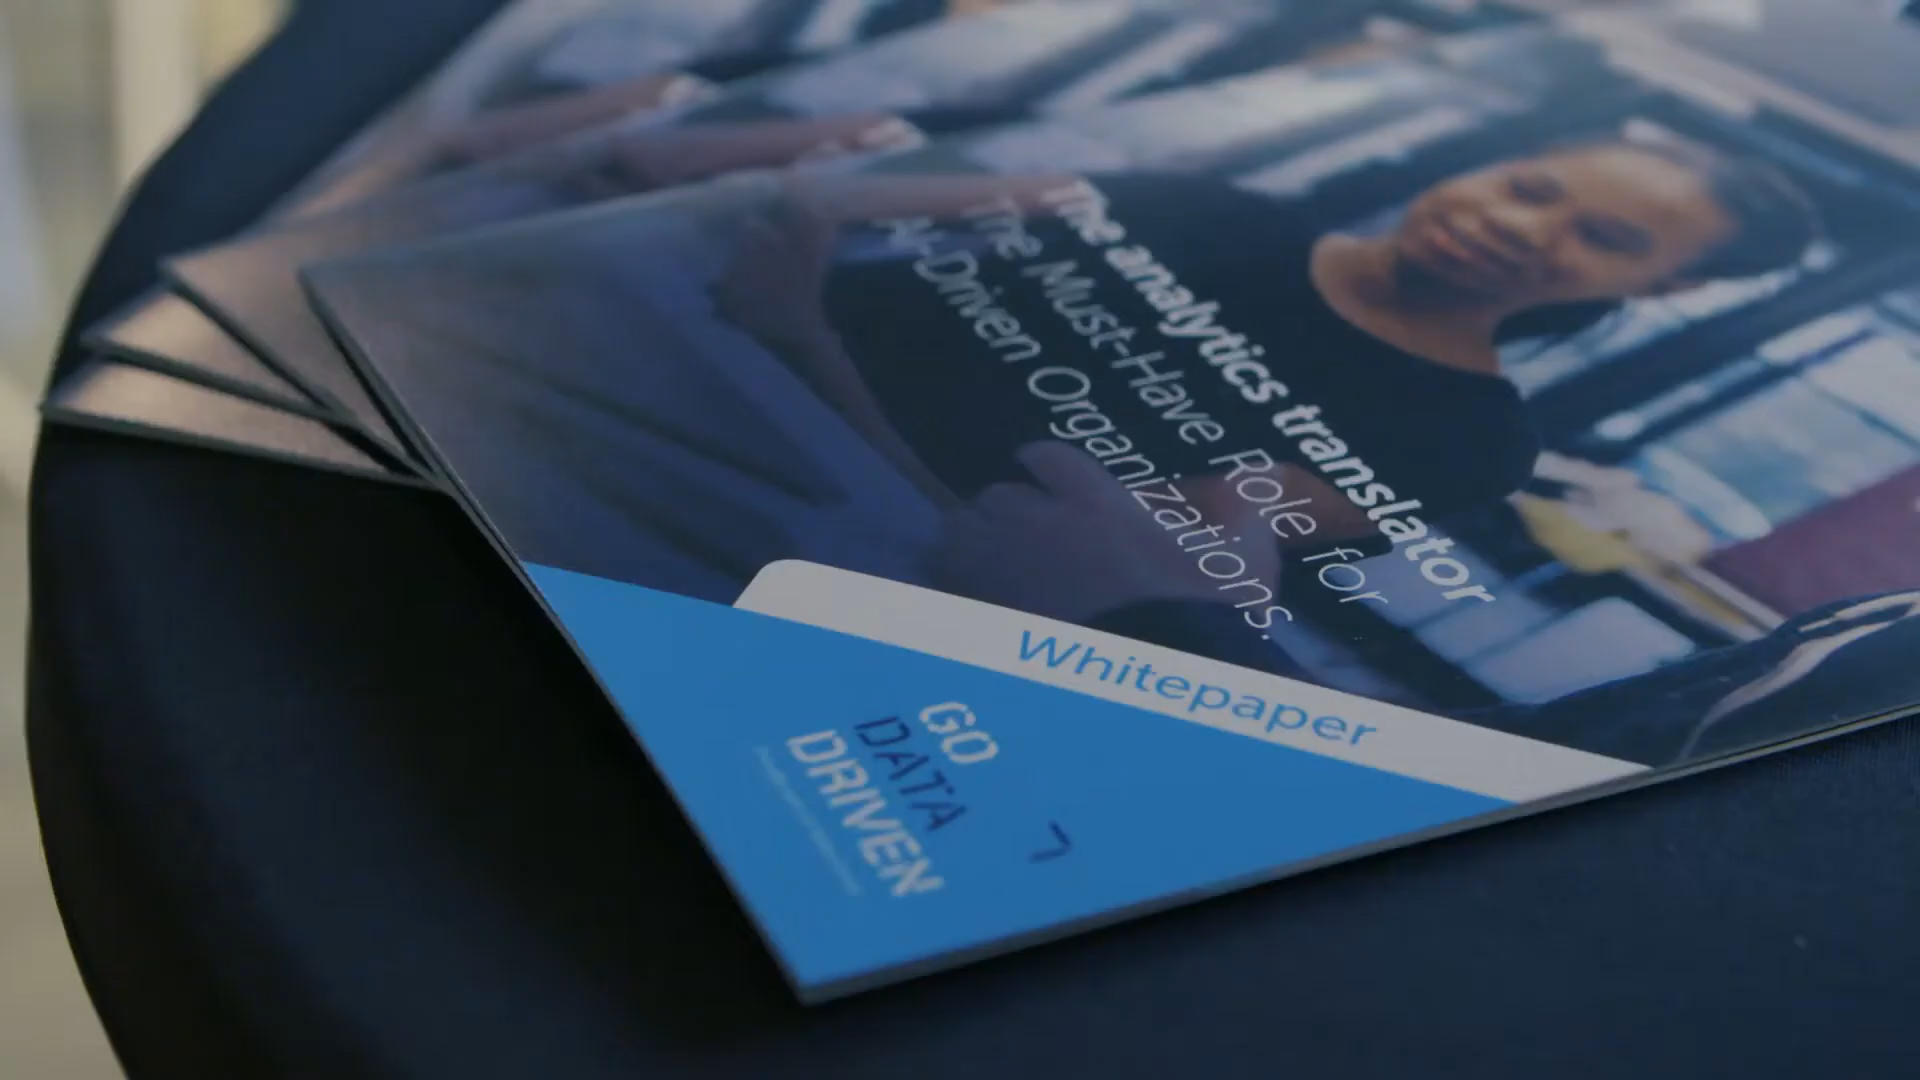 The analytics translator
The Must-Have Role for
AI-Driven Organizations.
Whitepaper
GO
DATA
DRIVEN